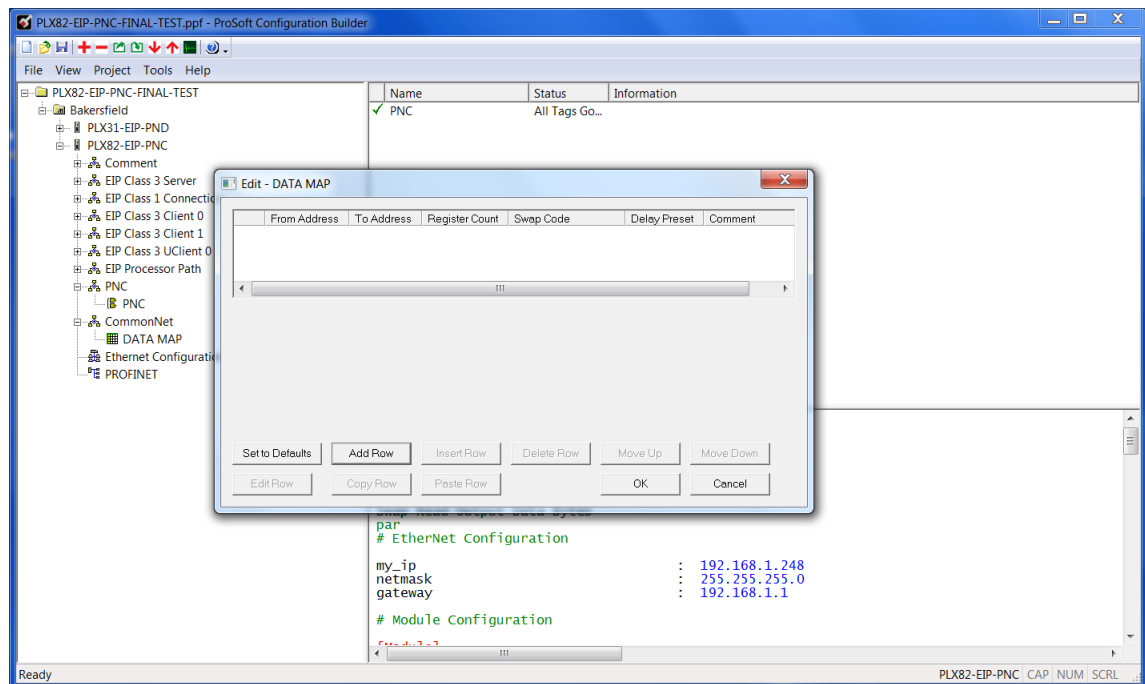 PLX82-EIP-PNC-FINAL-TEST.ppf - ProSoft Configuration Builder
File View Project Tools Help
PLX82-EIP-PNC-FINAL-TEST
Bakersfield
PLX31-EIP-PND
PLX82-EIP-PNC
Comment
EIP Class 3 Server
EIP Class 1 Connectio
EIP Class 3 Client 0
EIP Class 3 Client 1
EIP Class 3 UClient 0
EIP Processor Path
PNC
PNC
CommonNet
DATA MAP
Ethernet Configuratio
PROFINET
Name Status Information
PNC All Tags Go...
Edit - DATA MAP
From Address To Address Register Count Swap Code Delay Preset Comment
Set to Defaults Add Row Insert Row Delete Row Move Up Move Down
Edit Row Copy Row Paste Row OK Cancel
par
# EtherNet Configuration
my_ip : 192.168.1.248
netmask : 255.255.255.0
gateway : 192.168.1.1
# Module Configuration
Ready PLX82-EIP-PNC CAP NUM SCRL